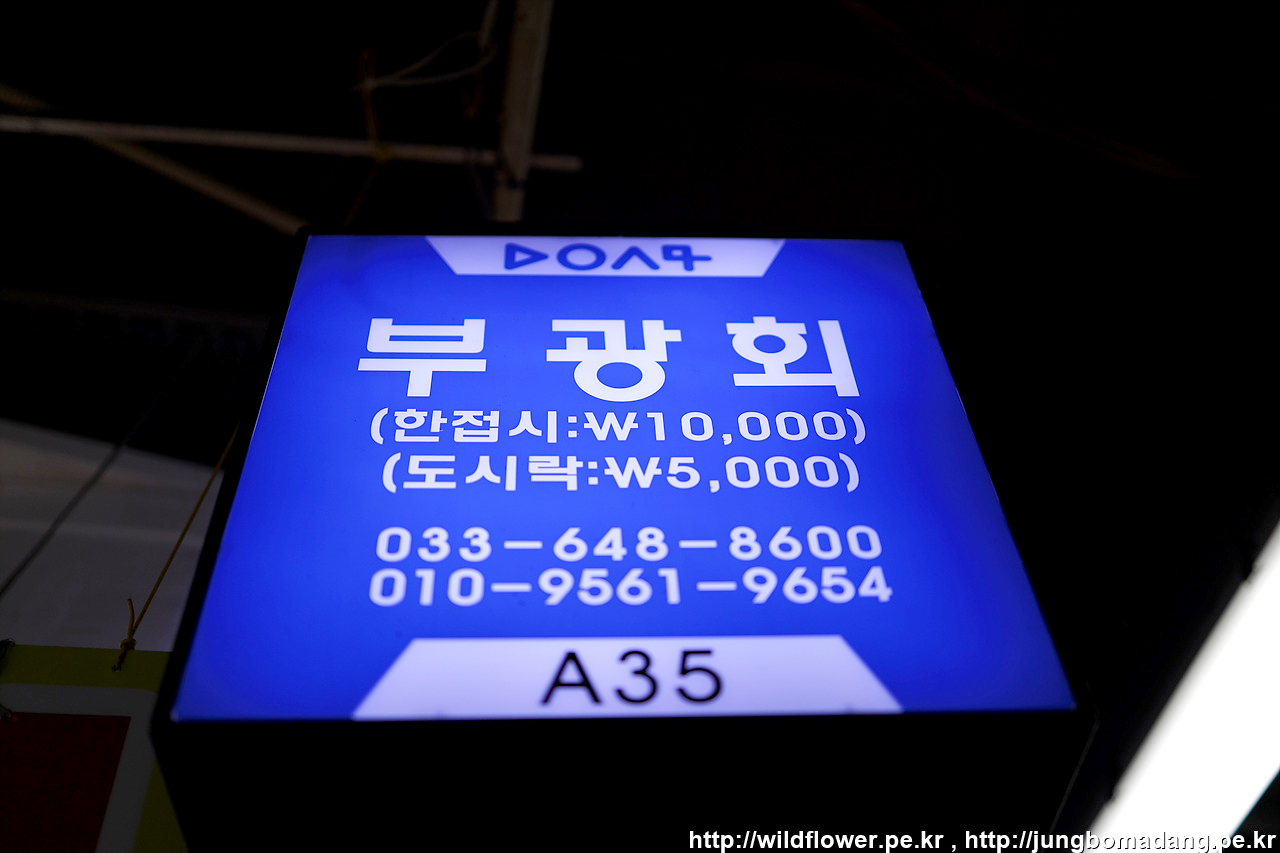 부광회
(한접시:₩10,000)
(도시락:₩5,000)
033-648-8600
010-9561-9654
A35
http://wildflower.pe.kr , http://jungbomadang.pe.kr